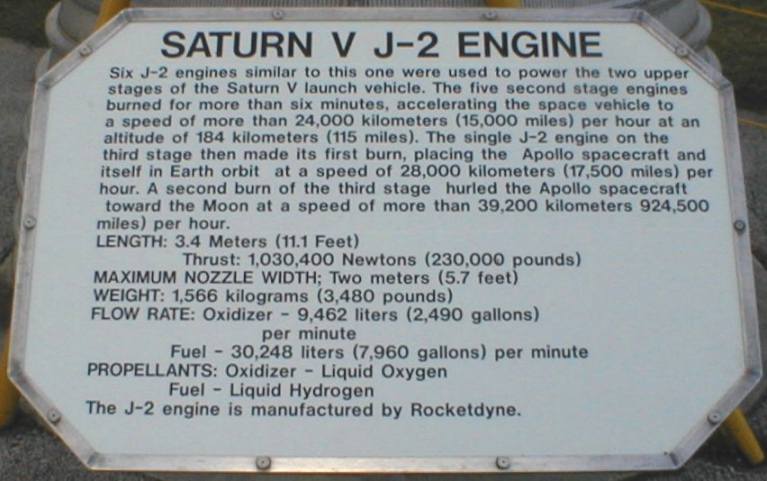 SATURN V J-2 ENGINE
Six J-2 engines similar to this one were used to power the two upper
stages of the Saturn V launch vehicle. The five second stage engines
burned for more than six minutes, accelerating the space vehicle to
a speed of more than 24,000 kilometers (15,000 miles) per hour at an
altitude of 184 kilometers (115 miles). The single J-2 engine on the
third stage then made its first burn, placing the Apollo spacecraft and
itself in Earth orbit at a speed of 28,000 kilometers (17,500 miles) per
hour. A second burn of the third stage hurled the Apollo spacecraft
toward the Moon at a speed of more than 39,200 kilometers 924,500
miles) per hour.
LENGTH: 3.4 Meters (11.1 Feet)
Thrust: 1,030,400 Newtons (230,000 pounds)
MAXIMUM NOZZLE WIDTH; Two meters (5.7 feet)
WEIGHT: 1,566 kilograms (3,480 pounds)
FLOW RATE: Oxidizer - 9,462 liters (2,490 gallons)
per minute
Fuel - 30,248 liters (7,960 gallons) per minute
PROPELLANTS: Oxidizer - Liquid Oxygen
Fuel - Liquid Hydrogen
The J-2 engine is manufactured by Rocketdyne.